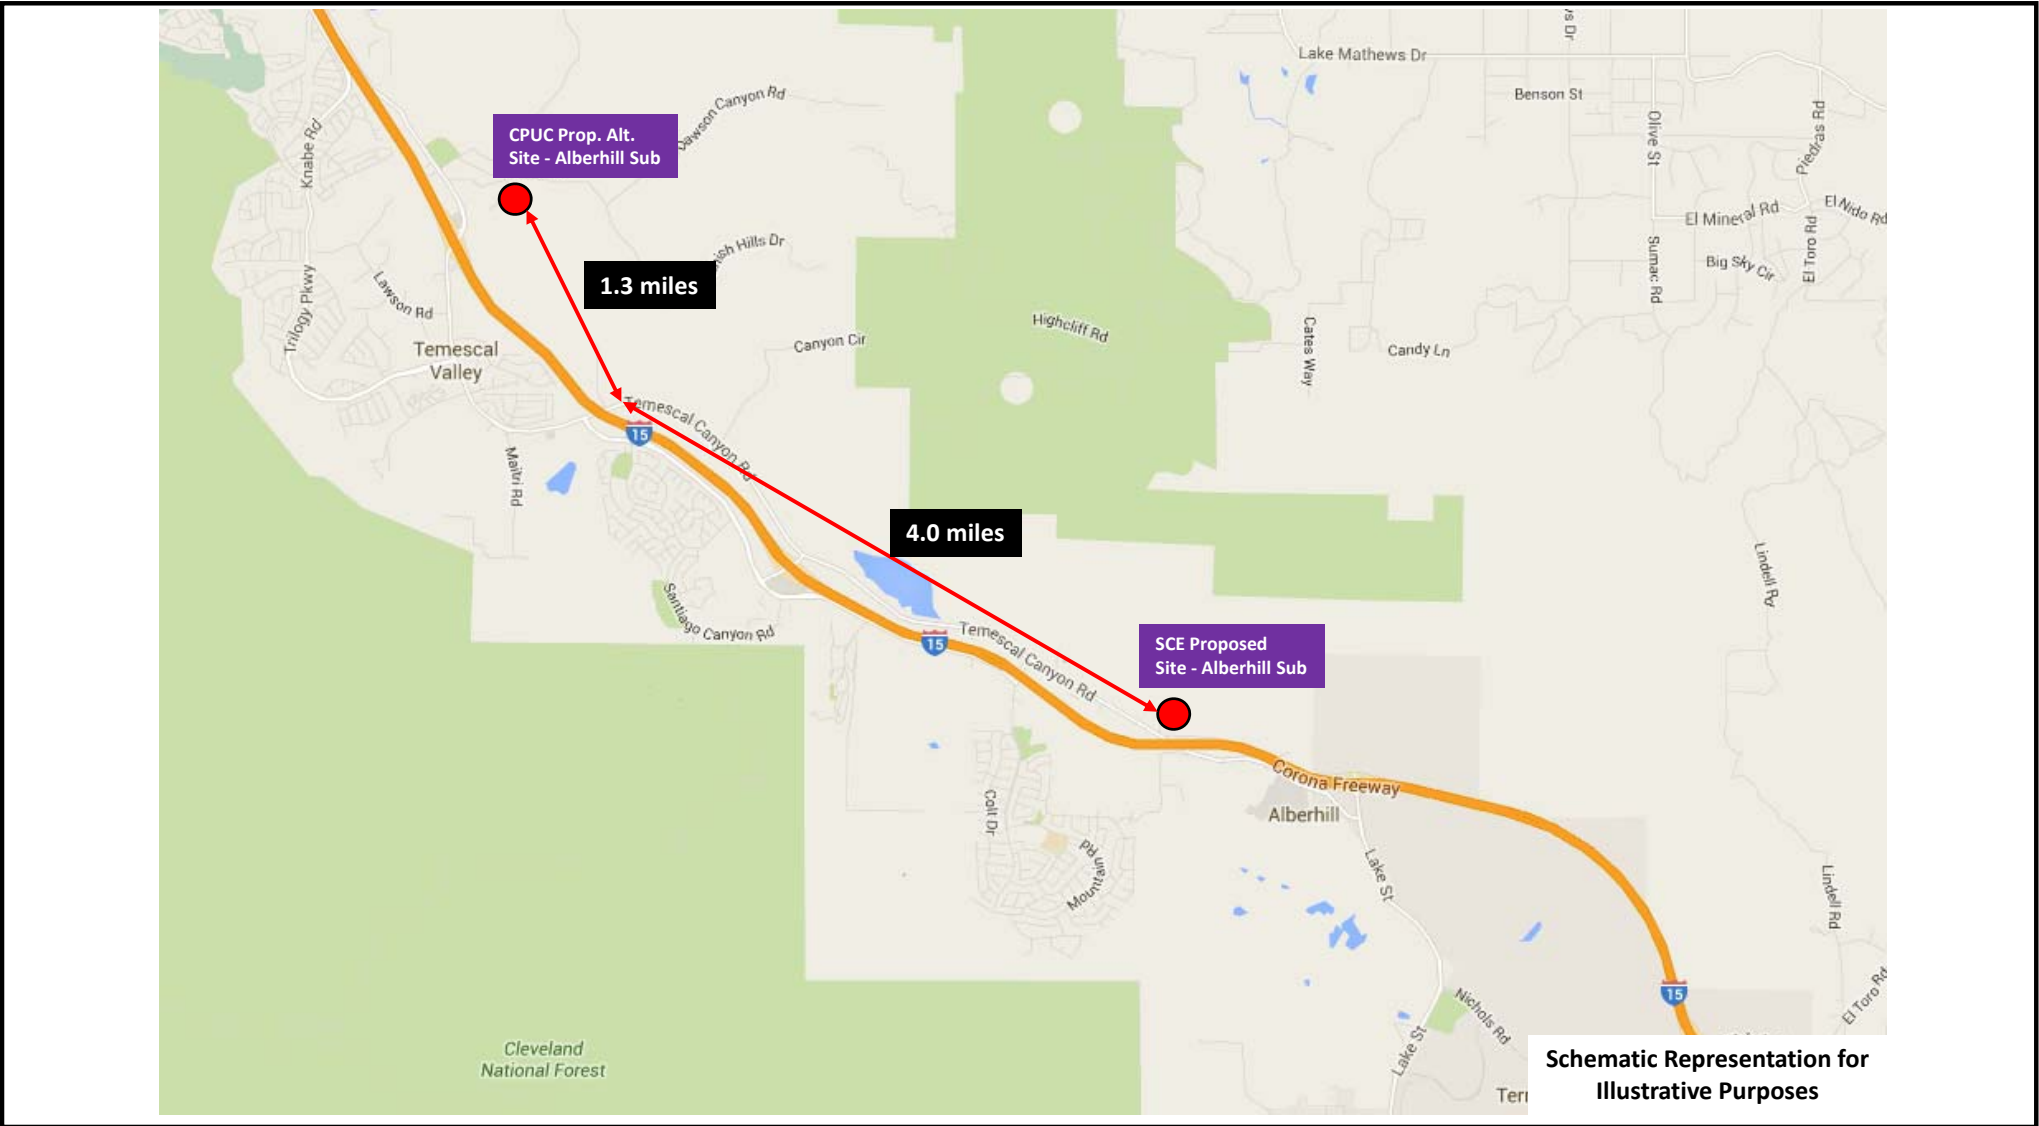 Lake Mathews Dr
Benson St
Dawson Canyon Rd
CPUC Prop. Alt.
Site - Alberhill Sub
Knabe Rd
Olive St
Piedras Rd
El Mineral Rd
El Nido Rd
El Toro Rd
Sumac Rd
Big Sky Cir
Hills Dr
1.3 miles
Lawson Rd
Trilogy Pkwy
Temescal
Valley
Canyon Cir
Highcliff Rd
Cates Way
Candy Ln
Temescal Canyon Rd
15
Maitri Rd
4.0 miles
Lindell Rd
Santiago Canyon Rd
15
Temescal Canyon Rd
SCE Proposed
Site - Alberhill Sub
Corona Freeway
Alberhill
Colt Dr
Mountain Rd
Lake St
Lindell Rd
15
El Toro Rd
Nichols Rd
Lake St
Cleveland
National Forest
Schematic Representation for
Illustrative Purposes